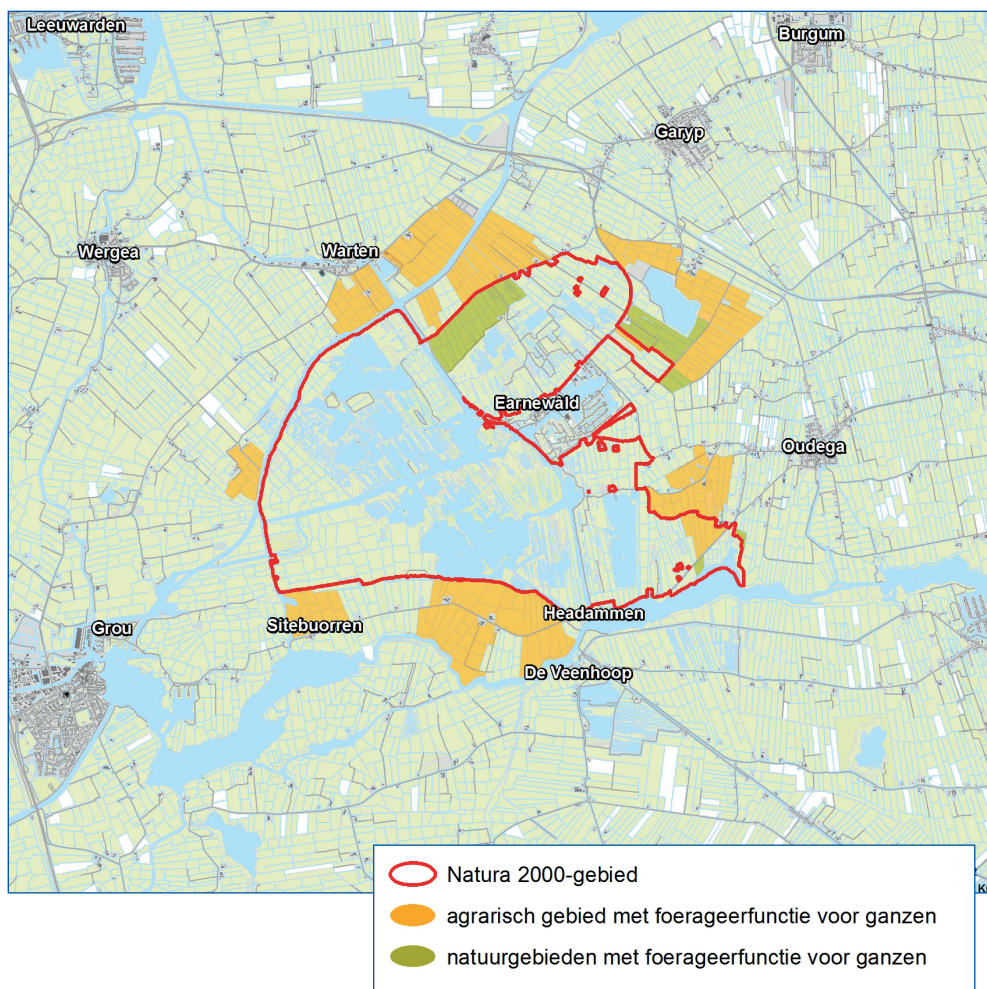 Leeuwarden
Burgum
Garyp
Wergea
Warten
Earnewâld
Oudega
Headammen
Grou
Sitebuorren
De Veenhoop
Natura 2000-gebied
agrarisch gebied met foerageerfunctie voor ganzen
natuurgebieden met foerageerfunctie voor ganzen